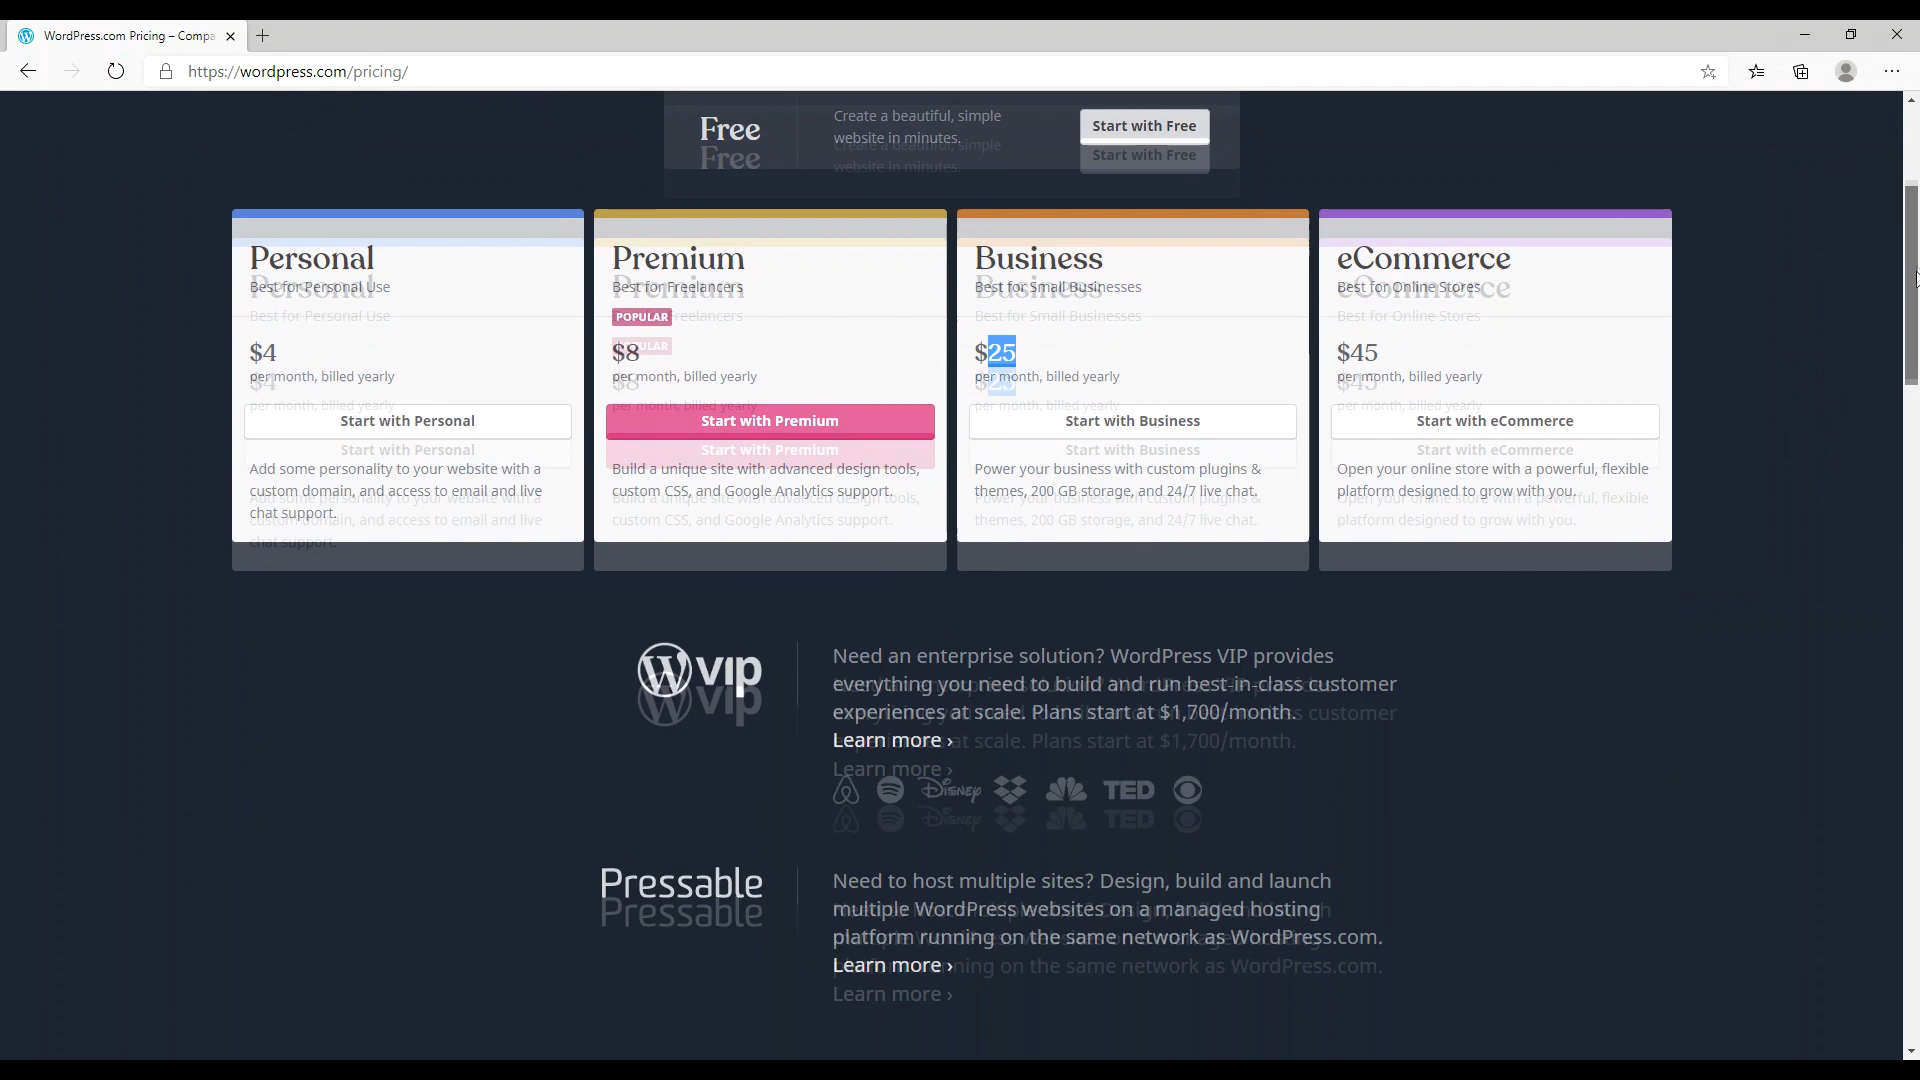 WordPress.com Pricing – Compa
https://wordpress.com/pricing/
Free
Create a beautiful, simple
website in minutes.
Start with Free
Personal
Best for Personal Use
$4
per month, billed yearly
Start with Personal
Add some personality to your website with a
custom domain, and access to email and live
chat support.
Premium
Best for Freelancers
POPULAR
$8
per month, billed yearly
Start with Premium
Build a unique site with advanced design tools,
custom CSS, and Google Analytics support.
Business
Best for Small Businesses
$25
per month, billed yearly
Start with Business
Power your business with custom plugins &
themes, 200 GB storage, and 24/7 live chat.
eCommerce
Best for Online Stores
$45
per month, billed yearly
Start with eCommerce
Open your online store with a powerful, flexible
platform designed to grow with you.
W vip
Need an enterprise solution? WordPress VIP provides
everything you need to build and run best-in-class customer
experiences at scale. Plans start at $1,700/month.
Learn more ›
Disney TED
Pressable
Need to host multiple sites? Design, build and launch
multiple WordPress websites on a managed hosting
platform running on the same network as WordPress.com.
Learn more ›